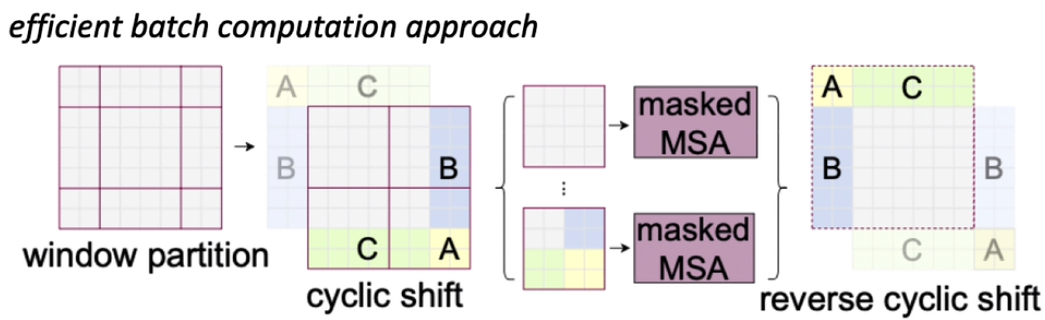 efficient batch computation approach
A C
B
B
C A
window partition
cyclic shift
masked
MSA
⋮
masked
MSA
A C
B B
C A
reverse cyclic shift